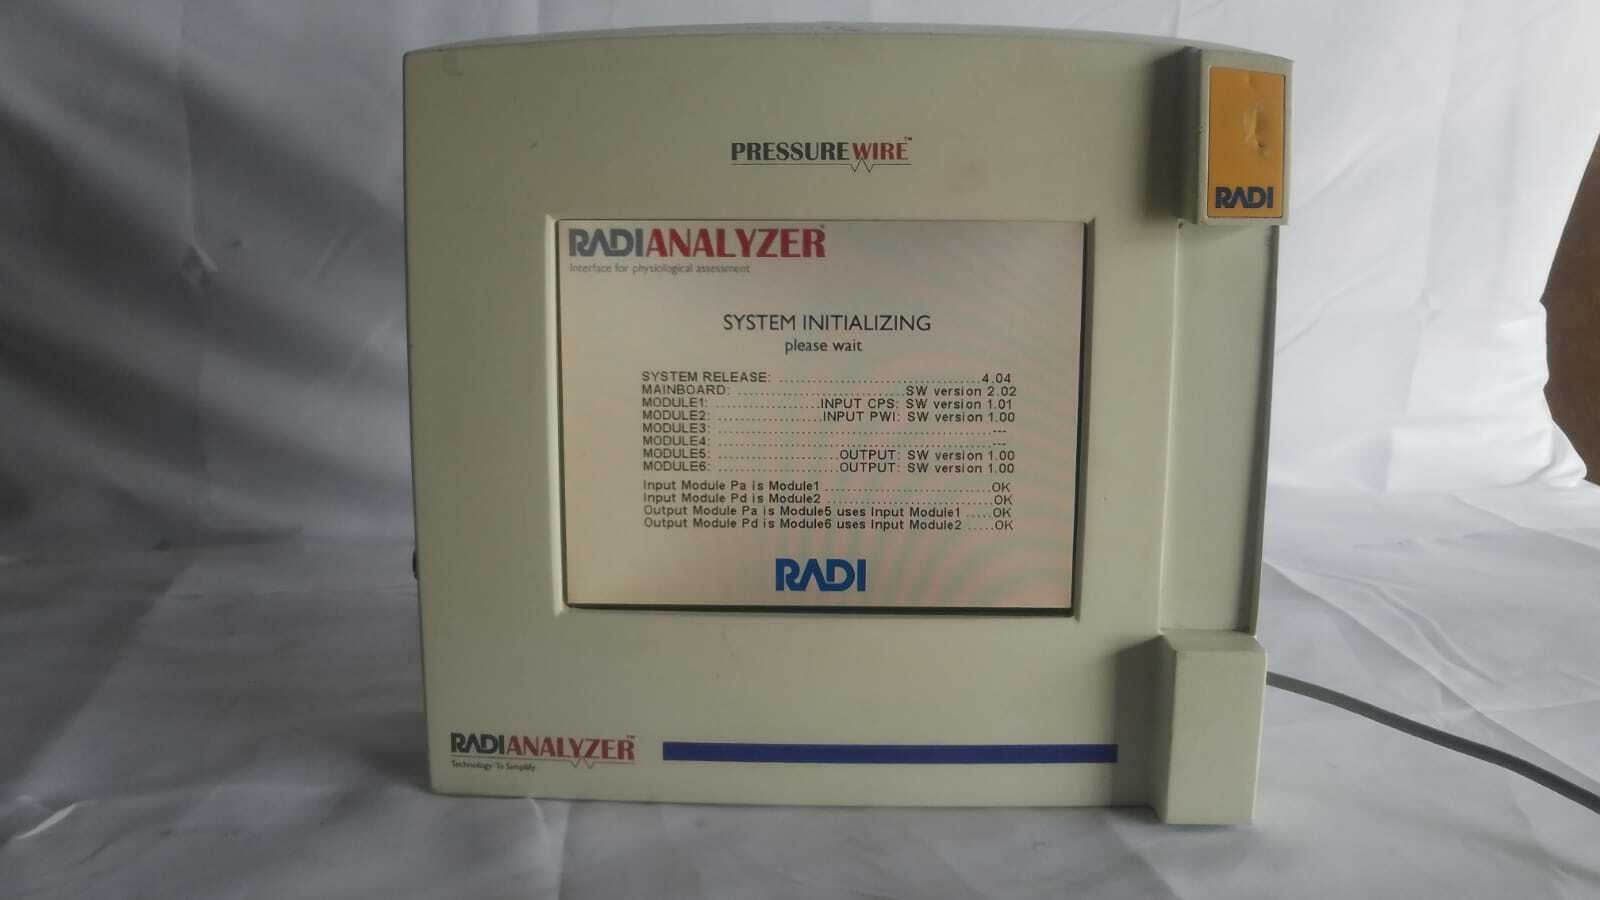 PRESSUREWIRE™
RADI
RADIANALYZER
Interface for physiological assessment
SYSTEM INITIALIZING
please wait
SYSTEM RELEASE: ................................4.04
MAINBOARD: ...........................SW version 2.02
MODULE1: .................INPUT CPS: SW version 1.01
MODULE2: .................INPUT PWI: SW version 1.00
MODULE3: ............................................---
MODULE4: ............................................---
MODULE5: ...................OUTPUT: SW version 1.00
MODULE6: ...................OUTPUT: SW version 1.00
Input Module Pa is Module1 ...........................OK
Input Module Pd is Module2 ...........................OK
Output Module Pa is Module5 uses Input Module1 .....OK
Output Module Pd is Module6 uses Input Module2 .....OK
RADI
RADIANALYZER™
Technology To Simplify